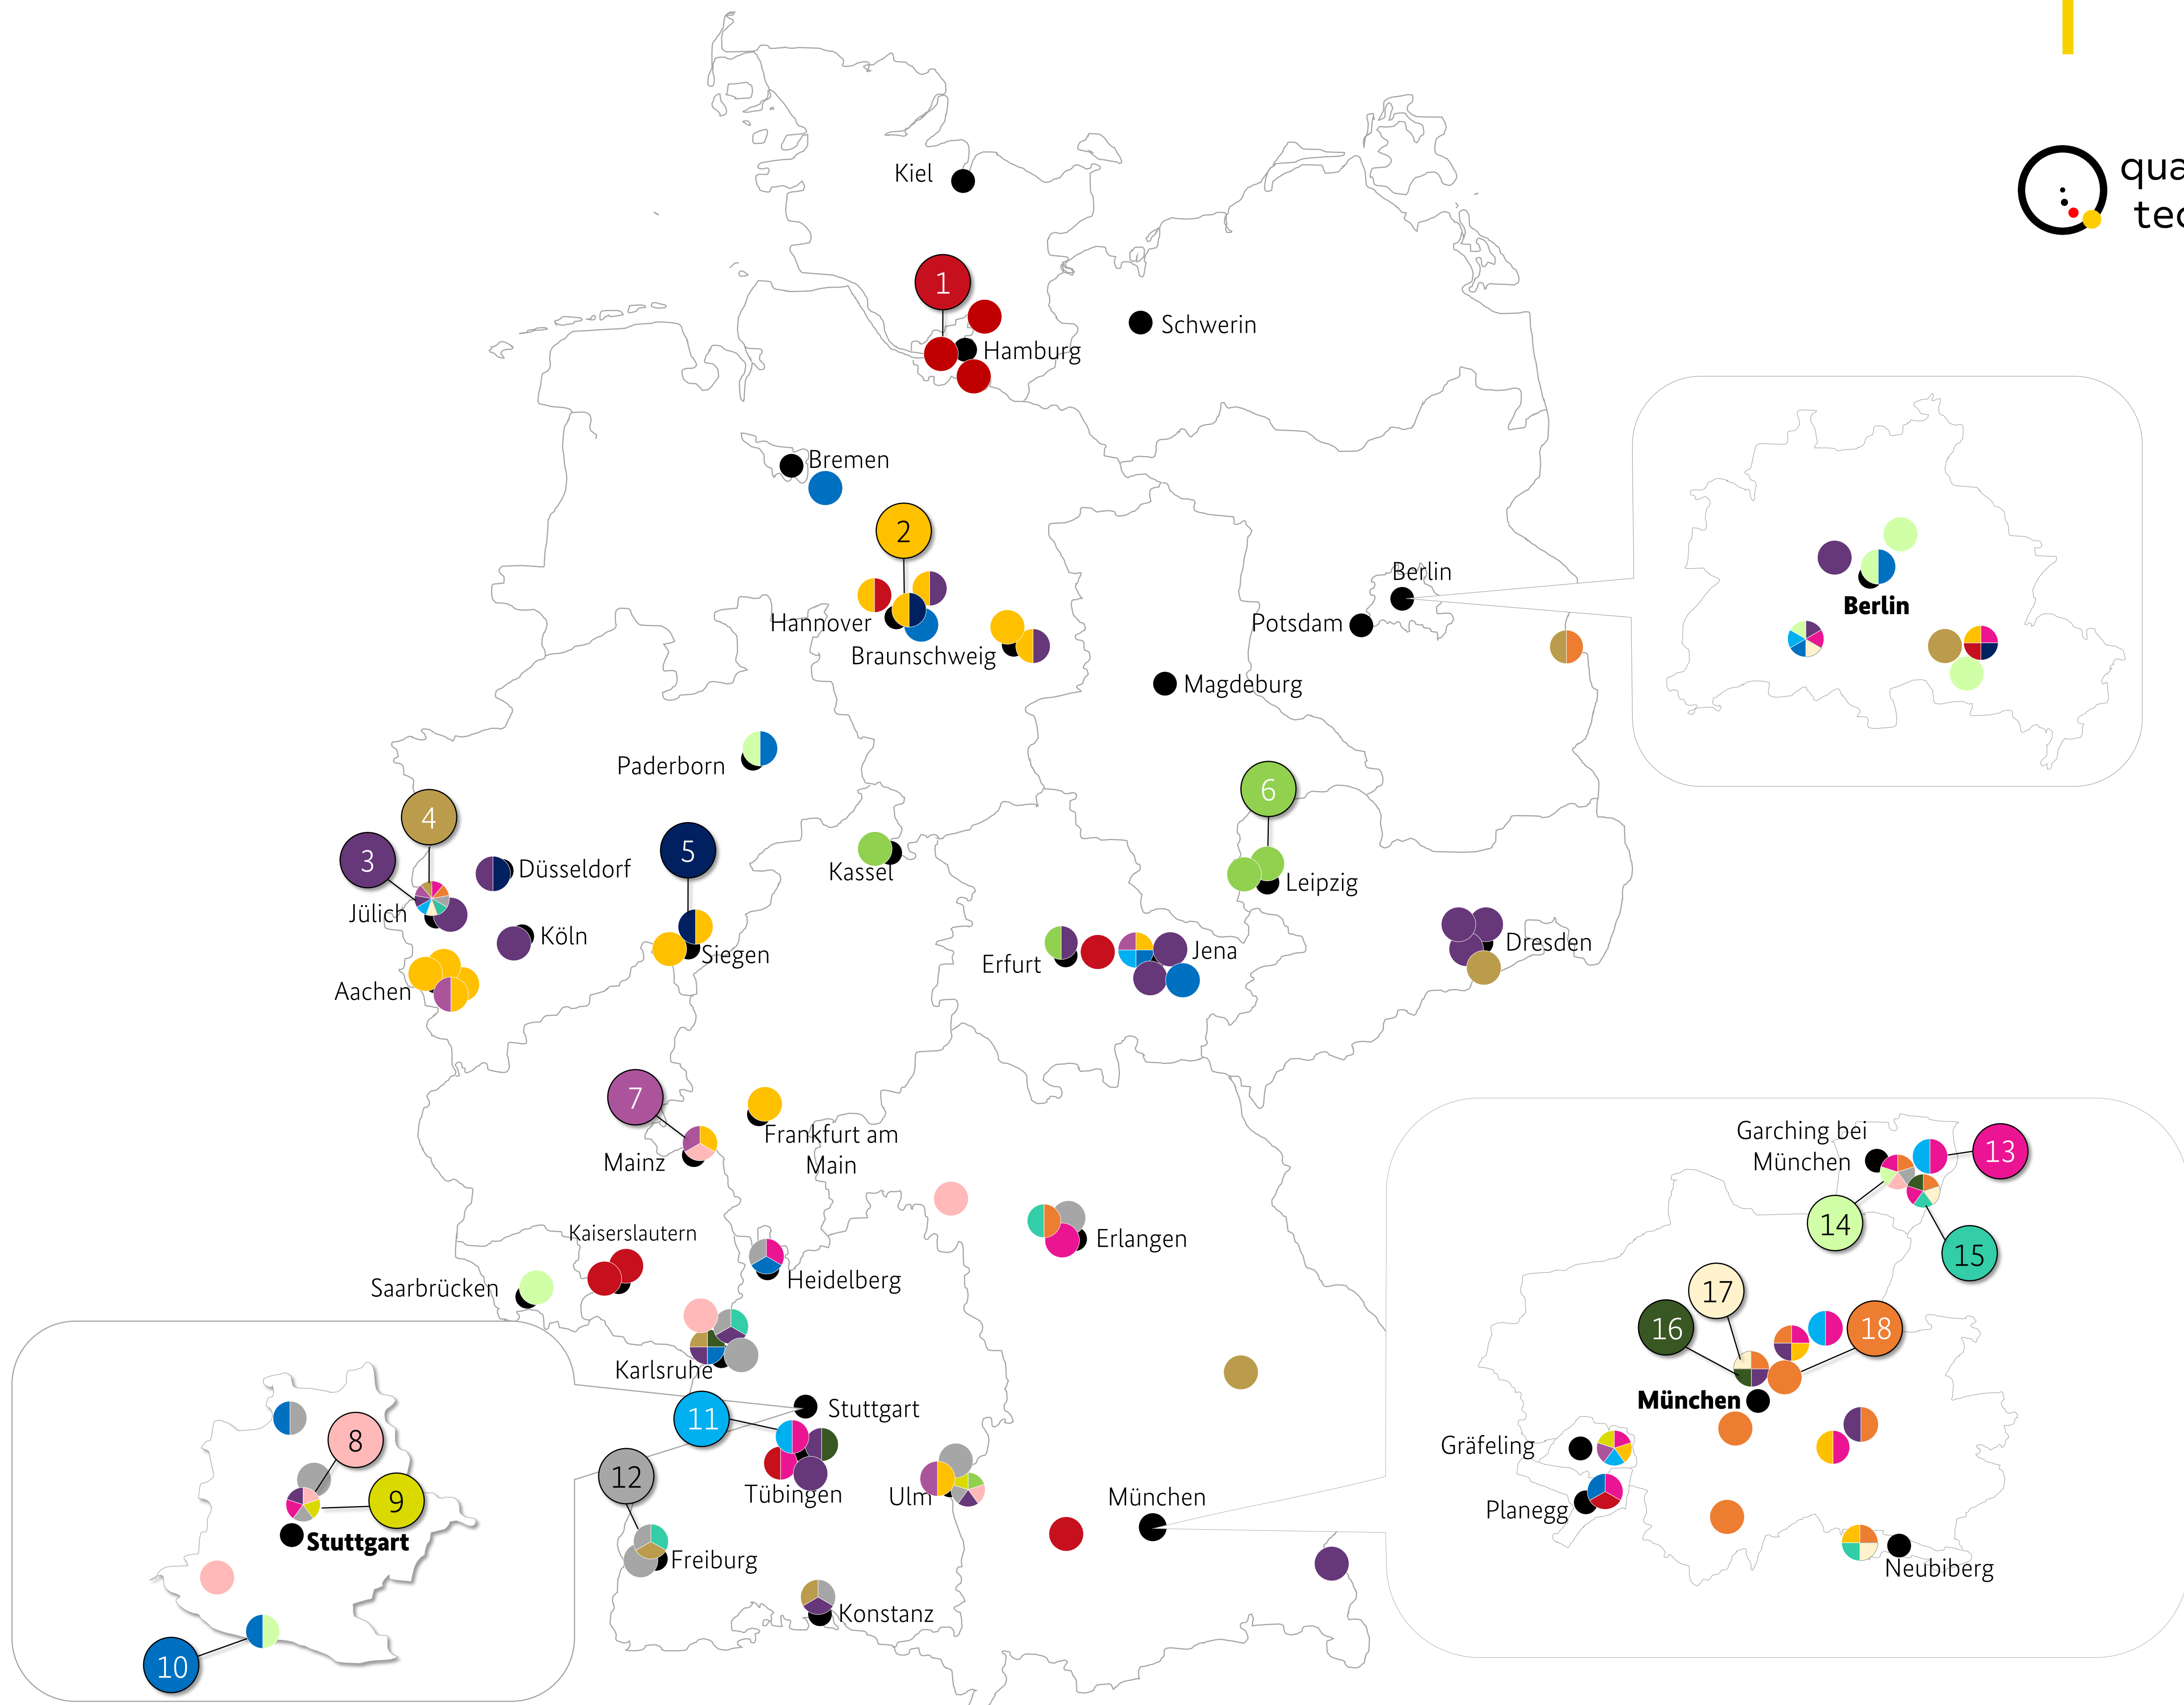 qua
tec
Kiel
1
Schwerin
Hamburg
Bremen
2
Berlin
Hannover
Potsdam
Braunschweig
Berlin
Magdeburg
Paderborn
6
4
3
5
Düsseldorf
Kassel
Leipzig
Jülich
Köln
Siegen
Dresden
Erfurt
Jena
Aachen
7
Frankfurt am
Main
Mainz
Garching bei
München
13
14
15
Kaiserslautern
Erlangen
Saarbrücken
Heidelberg
17
16
18
Karlsruhe
München
11
Stuttgart
8
12
9
Gräfeling
Tübingen
Ulm
München
Planegg
Stuttgart
Freiburg
Neubiberg
Konstanz
10